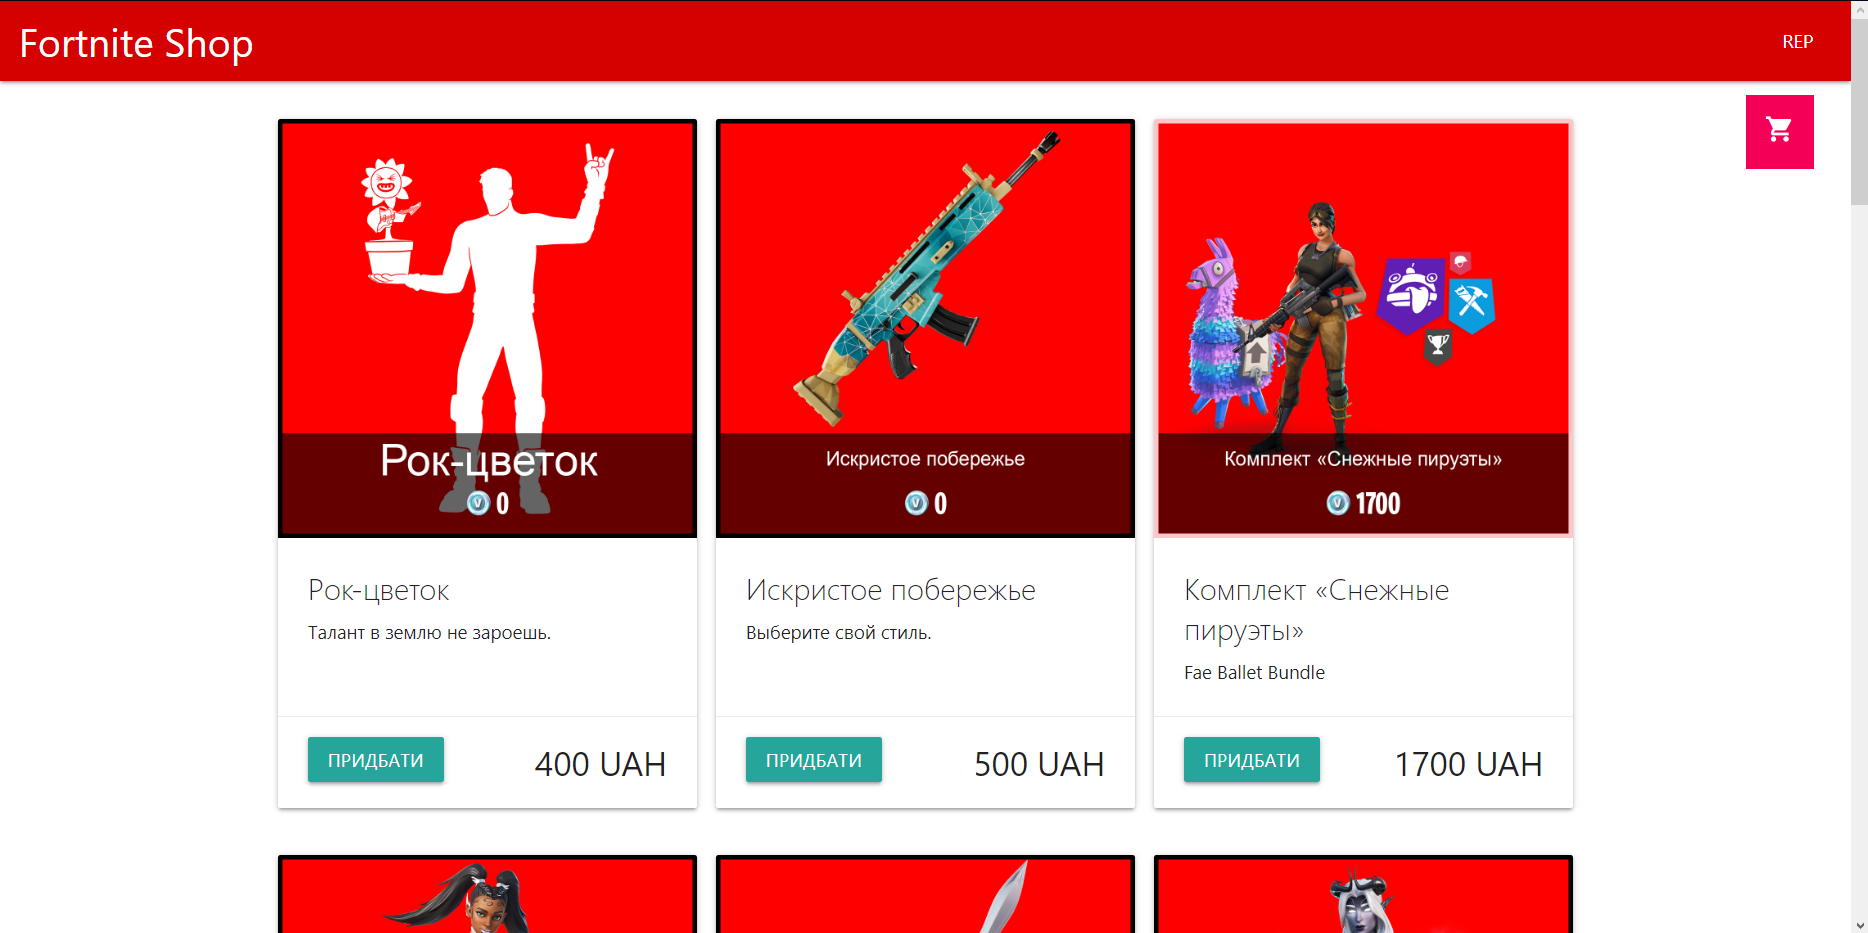 Fortnite Shop
REP
Рок-цветок
V 0
Искристое побережье
V 0
Комплект «Снежные пируэты»
V 1700
Рок-цветок
Талант в землю не зароешь.
Искристое побережье
Выберите свой стиль.
Комплект «Снежные
пируэты»
Fae Ballet Bundle
ПРИДБАТИ
400 UAH
ПРИДБАТИ
500 UAH
ПРИДБАТИ
1700 UAH